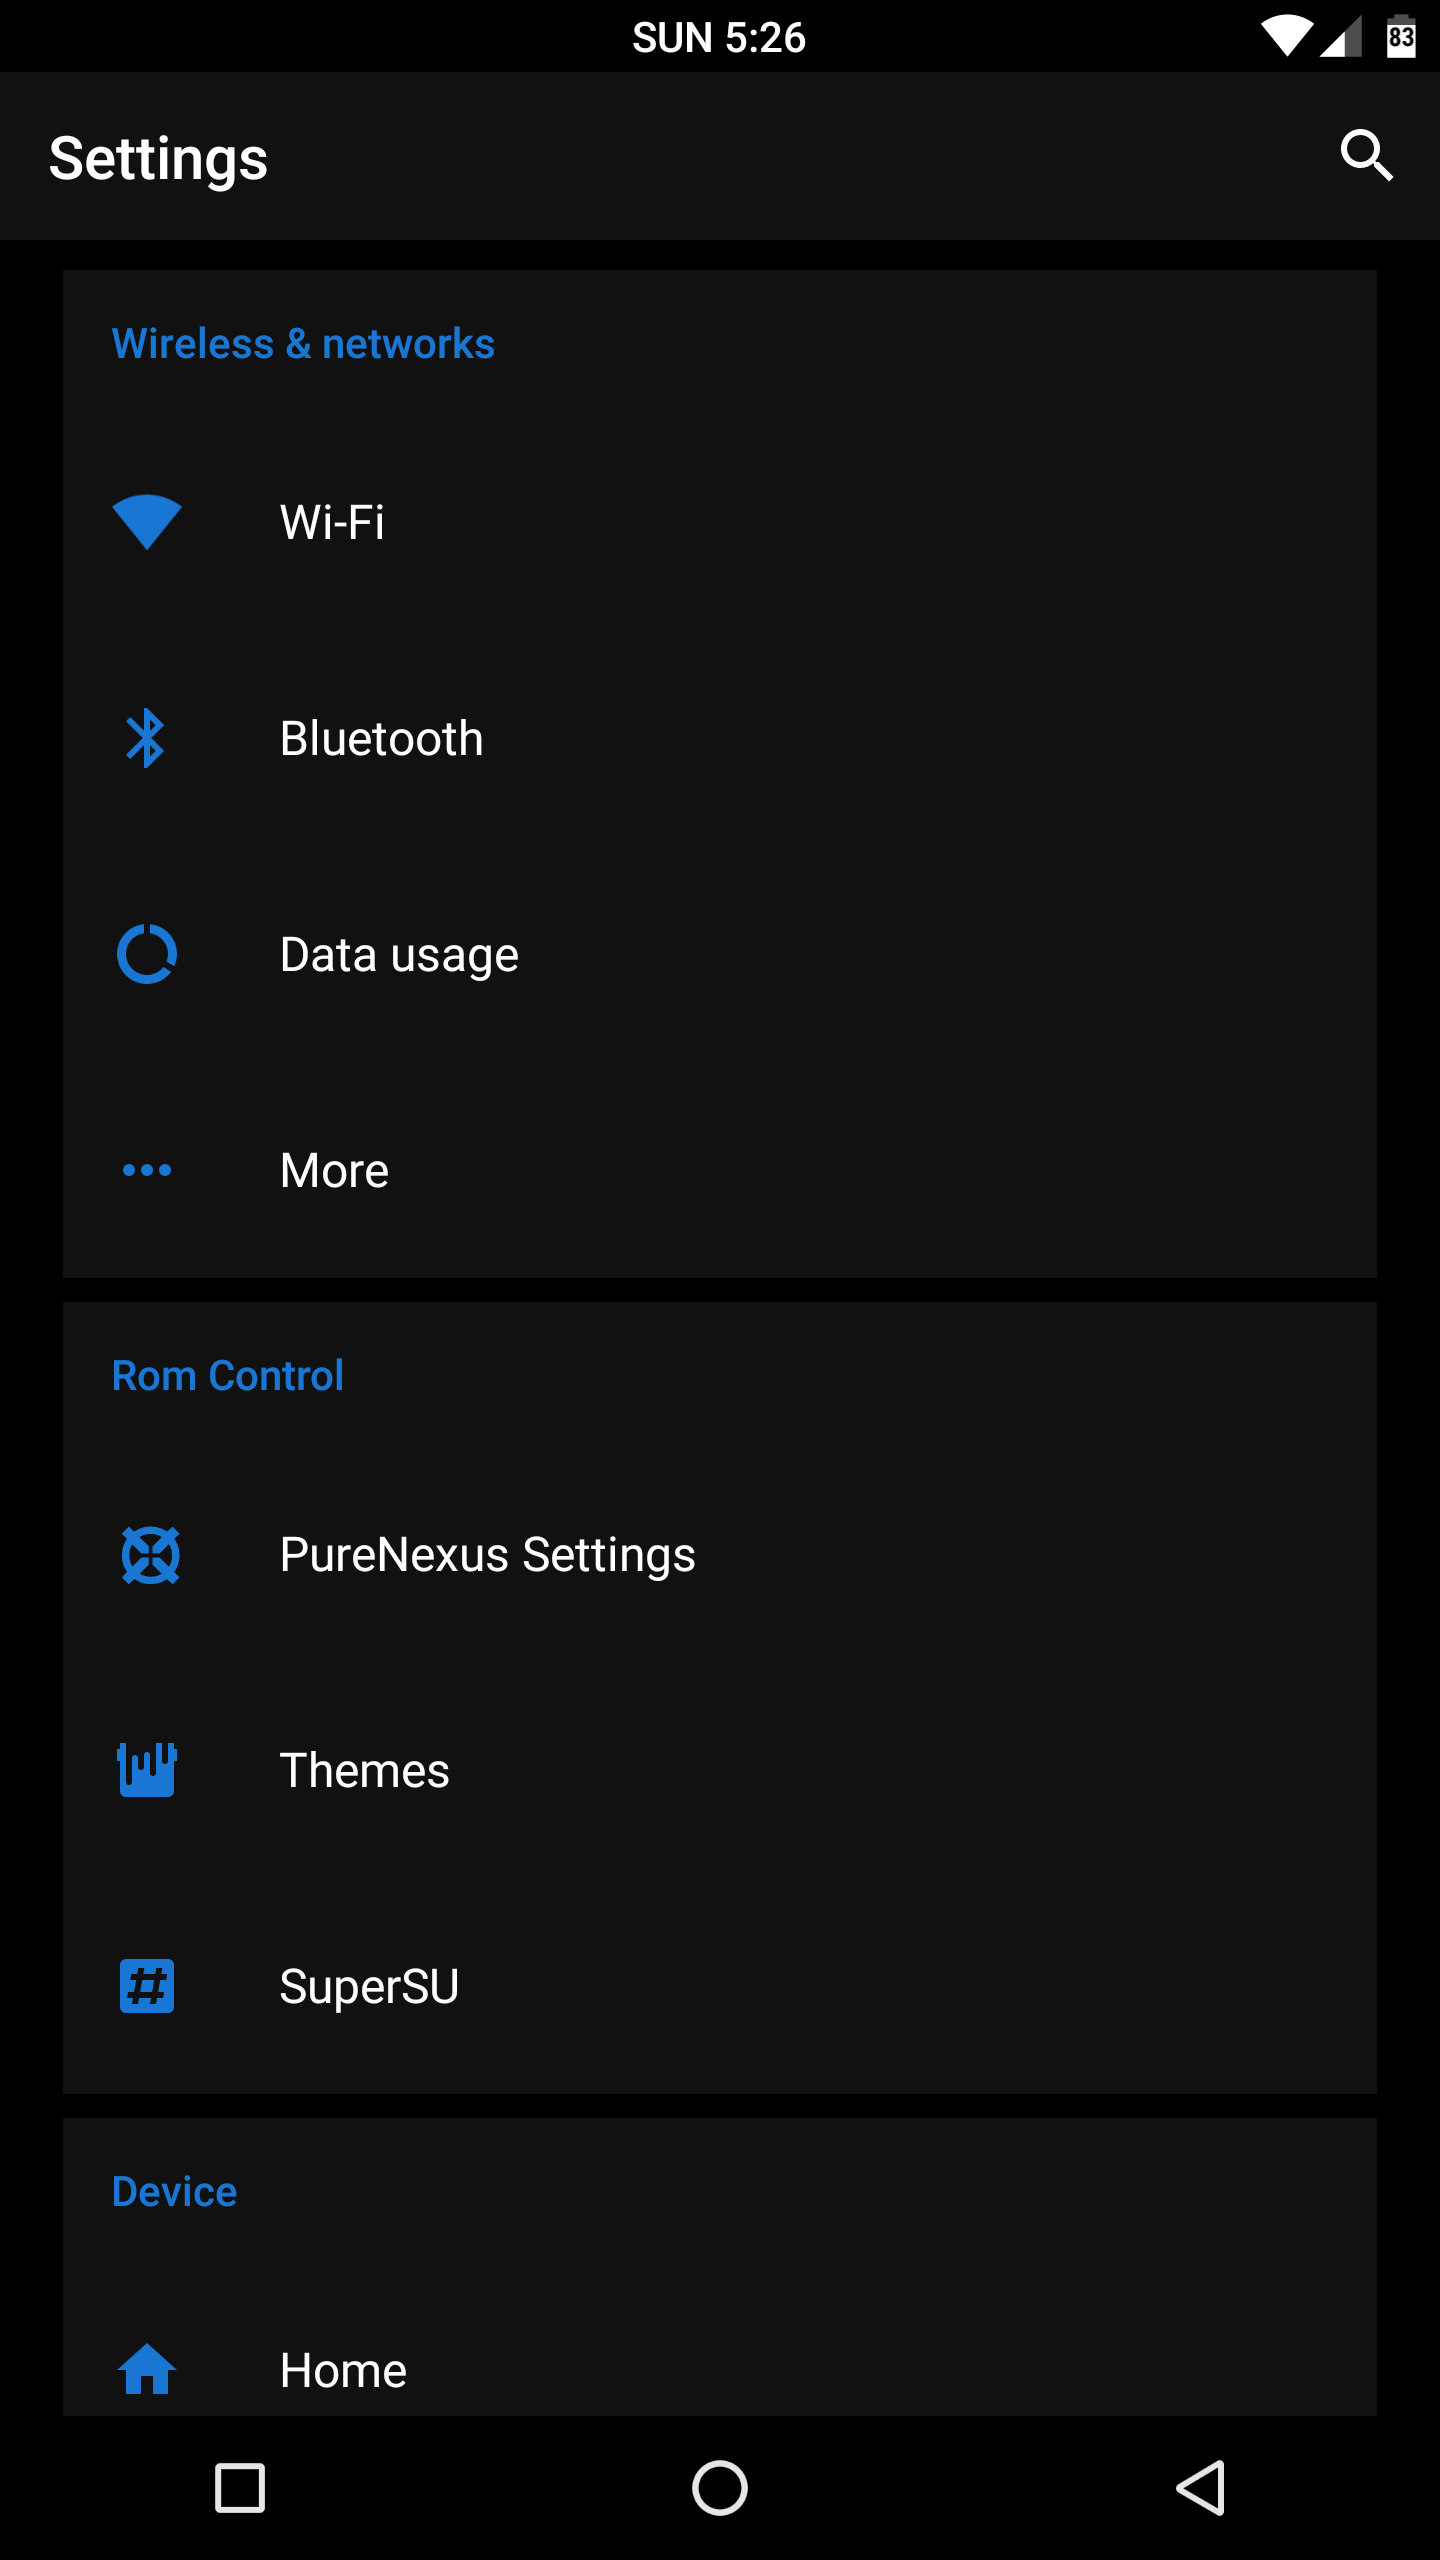 SUN 5:26
83
Settings
Wireless & networks
Wi-Fi
Bluetooth
Data usage
More
Rom Control
PureNexus Settings
Themes
#
SuperSU
Device
Home